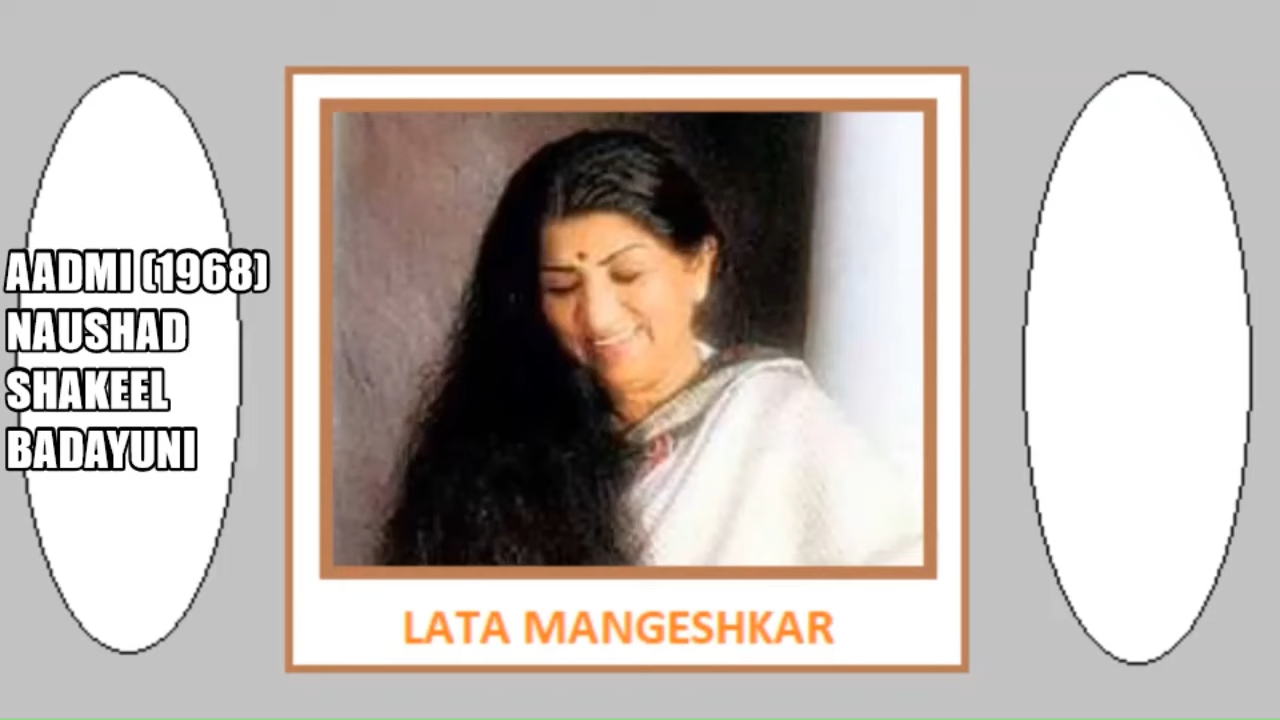 AADMI (1968)
NAUSHAD
SHAKEEL
BADAYUNI
LATA MANGESHKAR